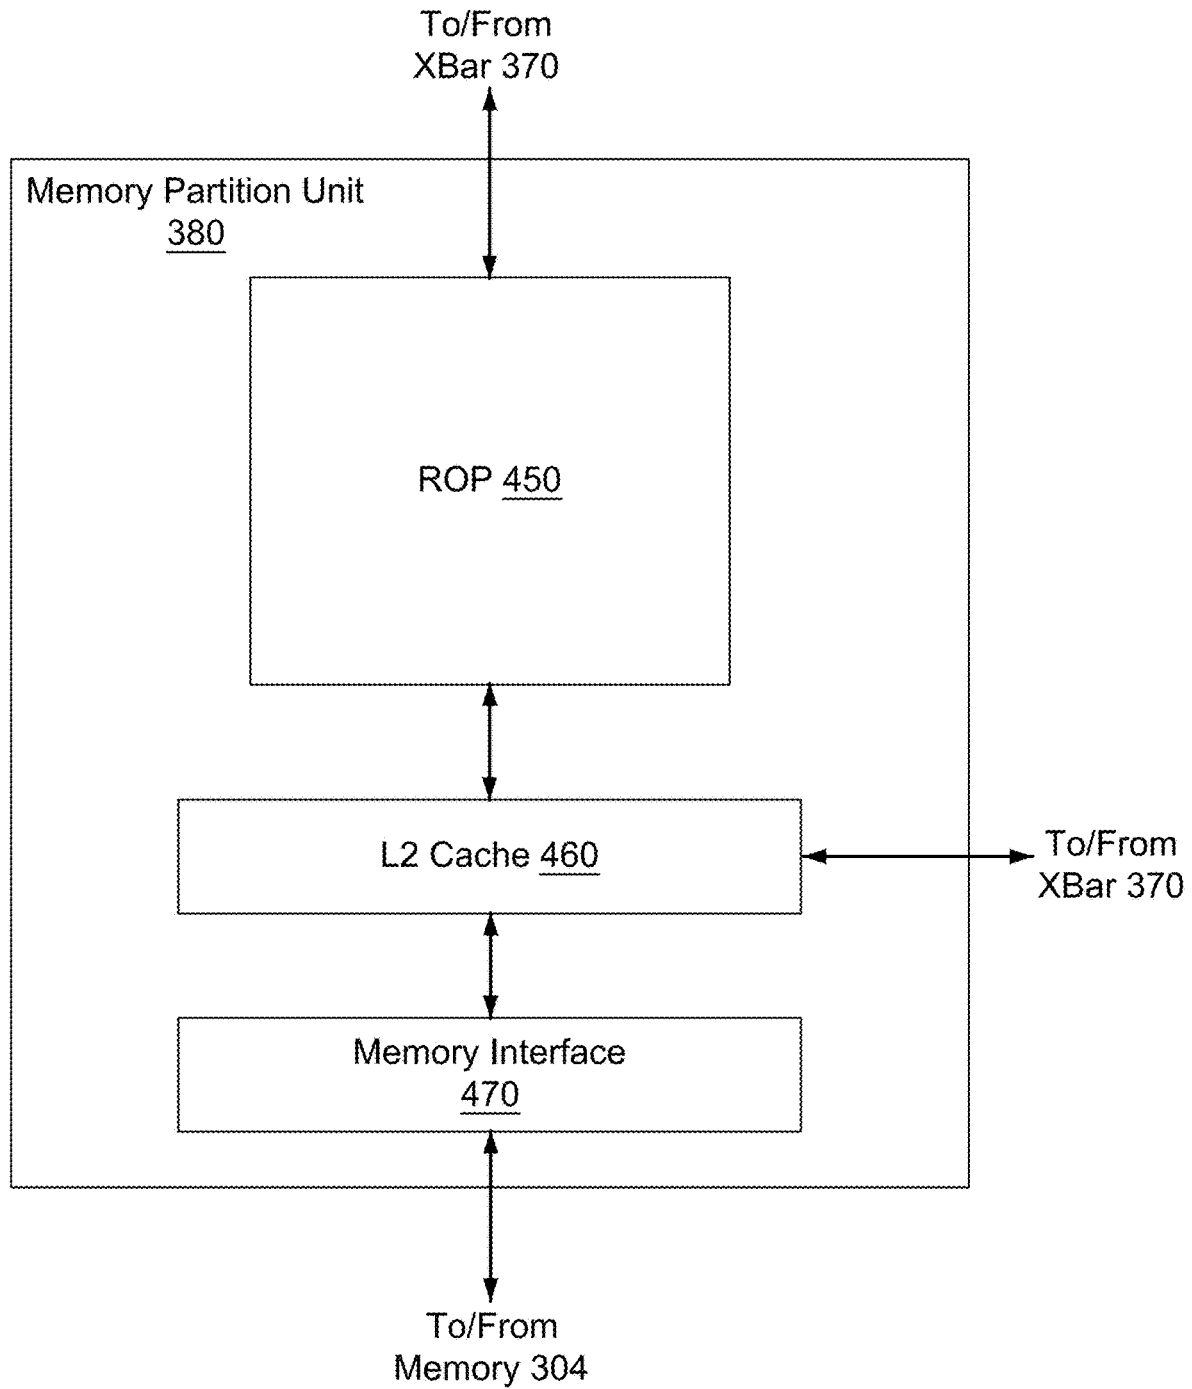 To/From
XBar 370
Memory Partition Unit
380
ROP 450
L2 Cache 460
To/From
XBar 370
Memory Interface
470
To/From
Memory 304